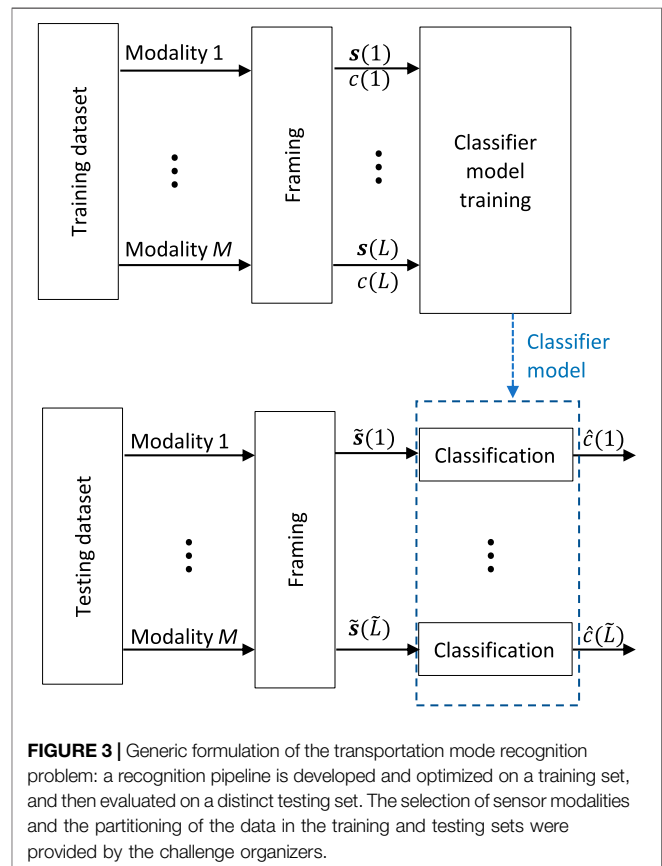 Training dataset
Modality 1
⋮
Modality M
Framing
s(1)
c(1)
⋮
s(L)
c(L)
Classifier
model
training
Classifier
model
Testing dataset
Modality 1
⋮
Modality M
Framing
s̃(1)
s̃(L̃)
Classification
ĉ(1)
⋮
Classification
ĉ(L̃)
FIGURE 3 | Generic formulation of the transportation mode recognition
problem: a recognition pipeline is developed and optimized on a training set,
and then evaluated on a distinct testing set. The selection of sensor modalities
and the partitioning of the data in the training and testing sets were
provided by the challenge organizers.